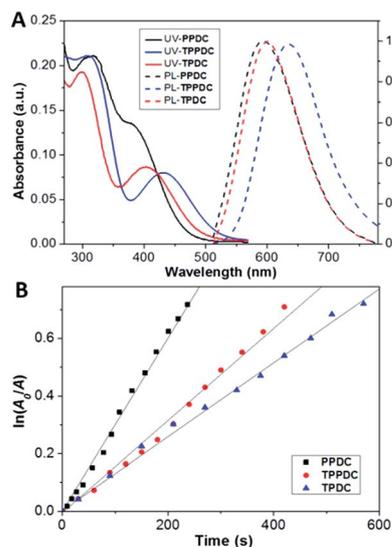 A
0.25
0.20
0.15
0.10
0.05
0.00
Absorbance (a.u.)
UV-PPDC
UV-TPPDC
UV-TPDC
PL-PPDC
PL-TPPDC
PL-TPDC
1
0
0
0
0
0
300 400 500 600 700
Wavelength (nm)
B
0.6
0.4
0.2
0.0
ln(A₀/A)
PPDC
TPPDC
TPDC
0 200 400 600
Time (s)